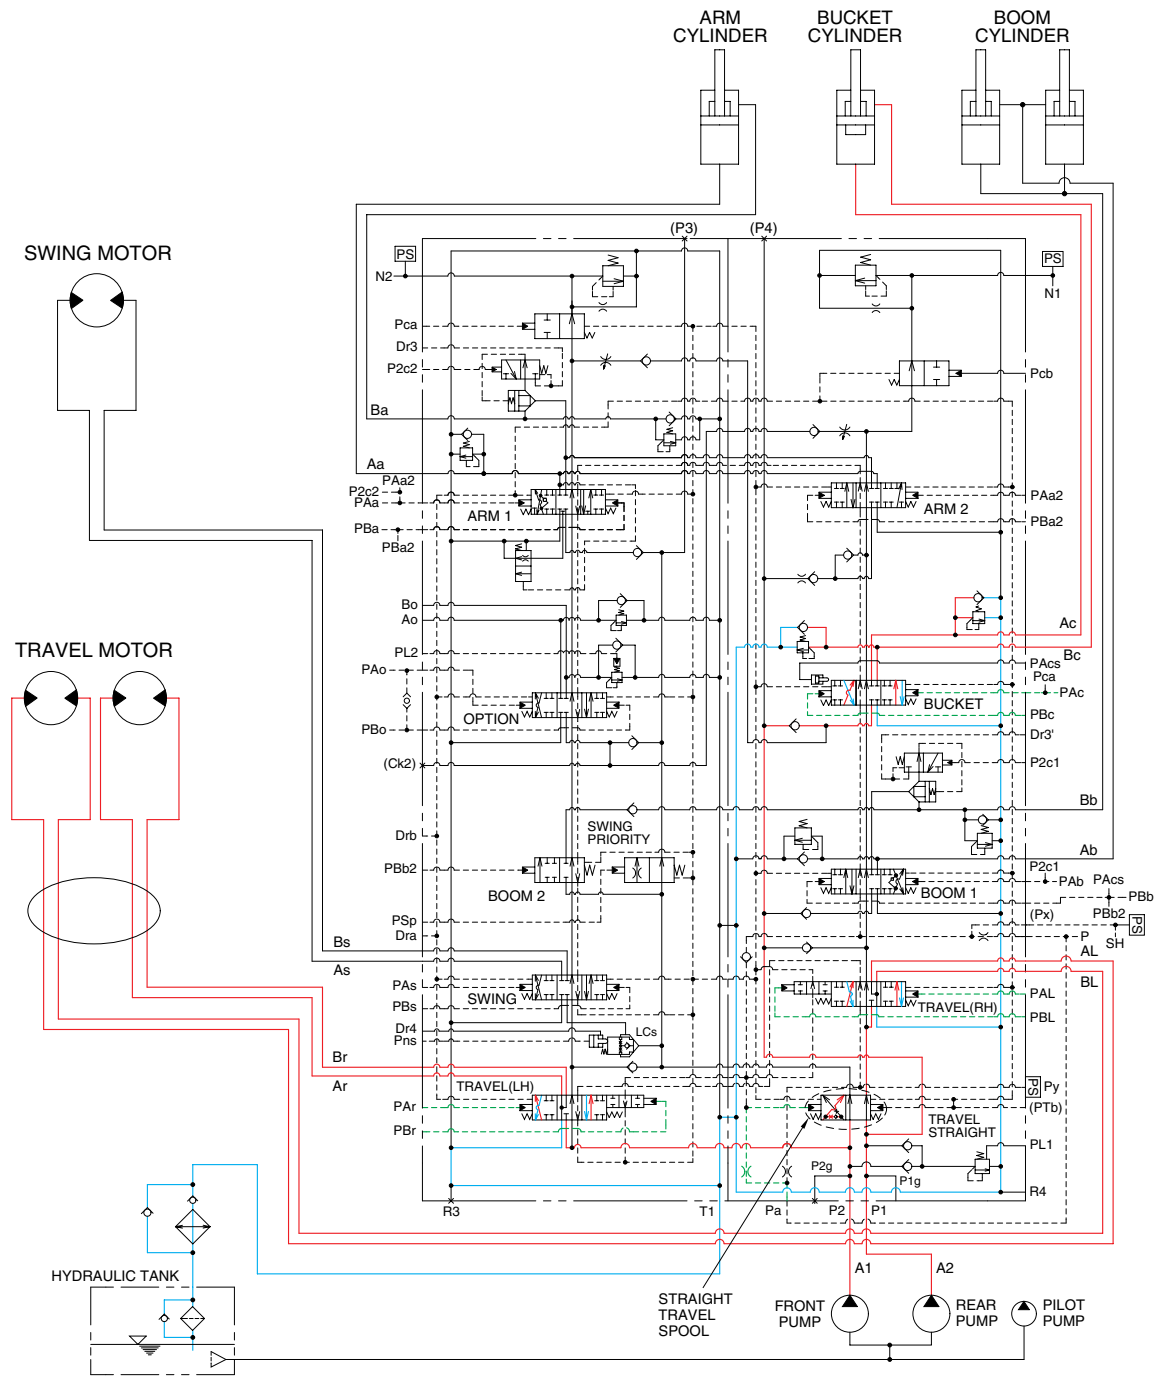 ARM
CYLINDER
BUCKET
CYLINDER
BOOM
CYLINDER
(P3)
(P4)
SWING MOTOR
PS
N2
PS
N1
Pca
Dr3
P2c2
Pcb
Ba
Aa
PAa2
P2c2
PAa
ARM 1
PBa
PBa2
ARM 2
PAa2
PBa2
Bo
Ao
PL2
PAo
OPTION
PBo
(Ck2)
Ac
Bc
PAcs
Pca
PAc
BUCKET
PBc
Dr3'
P2c1
TRAVEL MOTOR
Bb
Drb
SWING
PRIORITY
Ab
PBb2
BOOM 2
P2c1
PAb
PAcs
PBb
BOOM 1
PSp
Dra
(Px)
PBb2
PS
P
SH
Bs
As
AL
BL
PAs
SWING
PBs
PAL
TRAVEL(RH)
PBL
Dr4
Pns
LCs
Br
Ar
TRAVEL(LH)
PS
Py
PAr
(PTb)
PBr
TRAVEL
STRAIGHT
PL1
P2g
P1g
R3
T1
Pa
P2
P1
R4
HYDRAULIC TANK
A1
A2
STRAIGHT
TRAVEL
SPOOL
FRONT
PUMP
REAR
PUMP
PILOT
PUMP